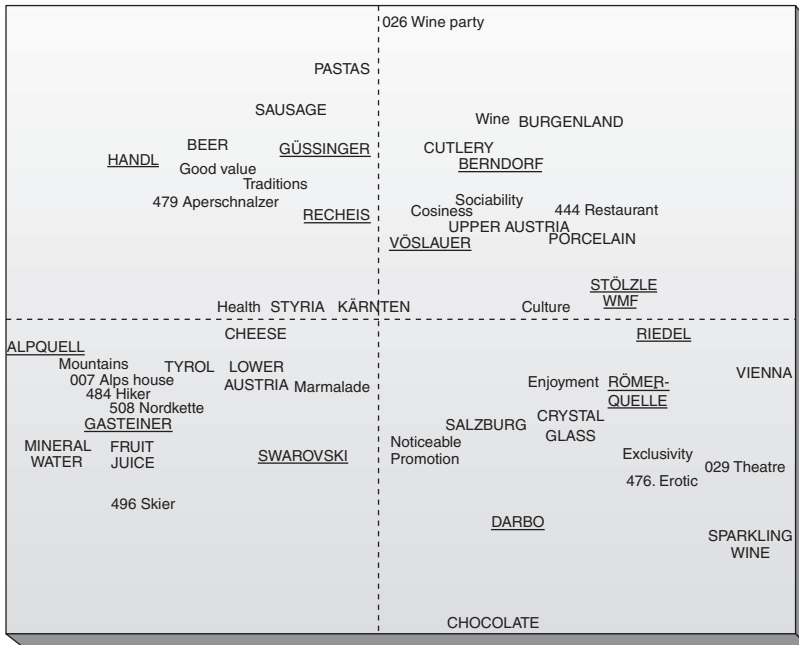 026 Wine party
PASTAS
SAUSAGE
Wine BURGENLAND
BEER GÜSSINGER CUTLERY
HANDL BERNDORF
Good value
Traditions
479 Aperschnalzer Sociability
RECHEIS Cosiness 444 Restaurant
UPPER AUSTRIA
VÖSLAUER PORCELAIN
STÖLZLE
WMF
Health STYRIA KÄRNTEN Culture
CHEESE RIEDEL
ALPQUELL
Mountains TYROL LOWER
AUSTRIA Marmalade
VIENNA
007 Alps house Enjoyment RÖMER-
QUELLE
484 Hiker
508 Nordkette CRYSTAL
GLASS
GASTEINER SALZBURG
MINERAL
WATER
FRUIT
JUICE
Noticeable
Promotion
SWAROVSKI Exclusivity
029 Theatre
476. Erotic
496 Skier
DARBO
SPARKLING
WINE
CHOCOLATE